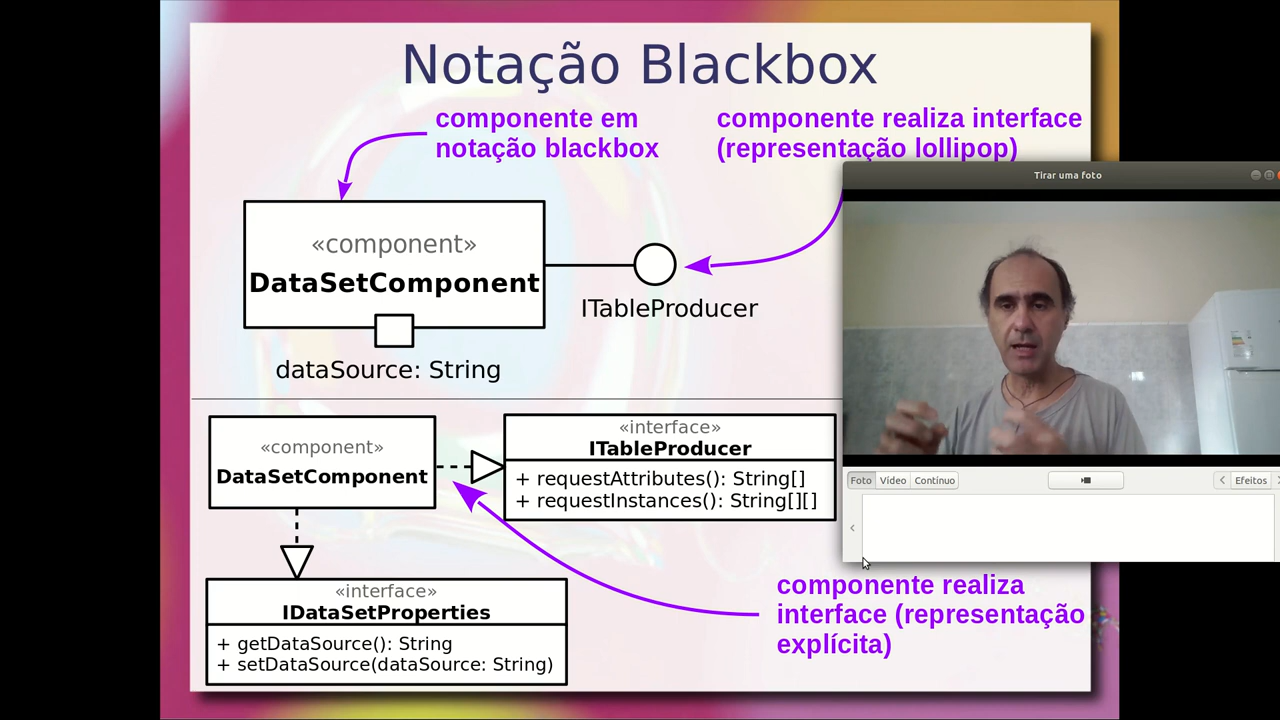 Notação Blackbox
componente em
notação blackbox
componente realiza interface
(representação lollipop)
Tirar uma foto
«component»
DataSetComponent
ITableProducer
dataSource: String
«component»
DataSetComponent
«interface»
ITableProducer
+ requestAttributes(): String[]
+ requestInstances(): String[][]
Foto
Vídeo
Contínuo
Efeitos
«interface»
IDataSetProperties
+ getDataSource(): String
+ setDataSource(dataSource: String)
componente realiza
interface (representação
explícita)